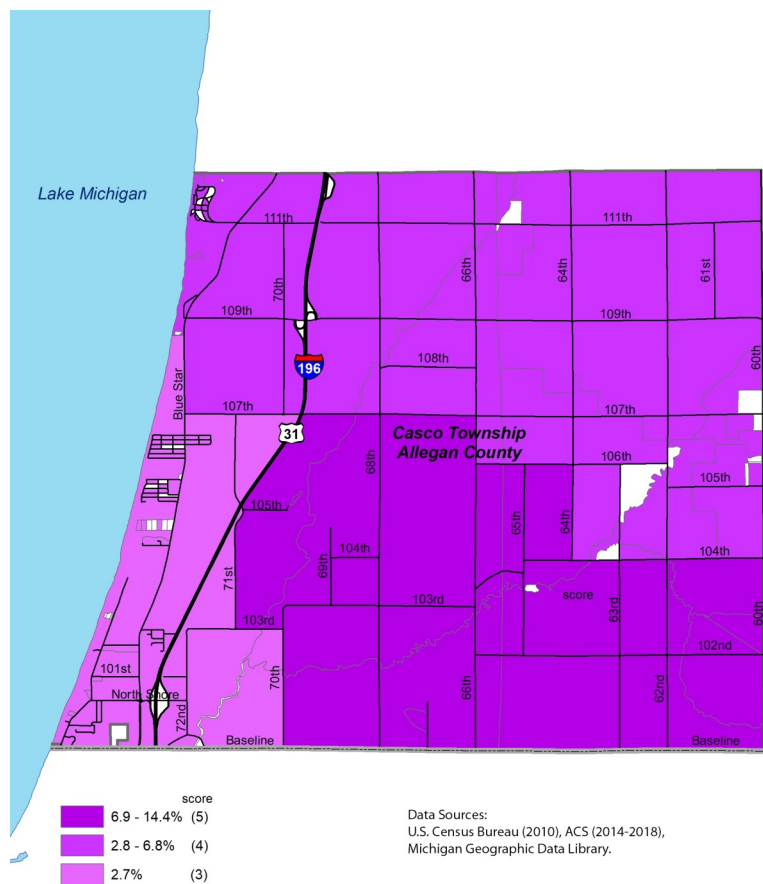 Lake Michigan
111th
111th
70th
66th
64th
61st
109th
109th
108th
60th
196
Blue Star
107th
107th
31
Casco Township
Allegan County
68th
106th
105th
105th
65th
64th
104th
104th
69th
71st
score
103rd
103rd
63rd
60th
102nd
101st
70th
66th
62nd
North Shore
72nd
Baseline
Baseline
score
6.9 - 14.4% (5)
2.8 - 6.8% (4)
2.7% (3)
Data Sources:
U.S. Census Bureau (2010), ACS (2014-2018),
Michigan Geographic Data Library.